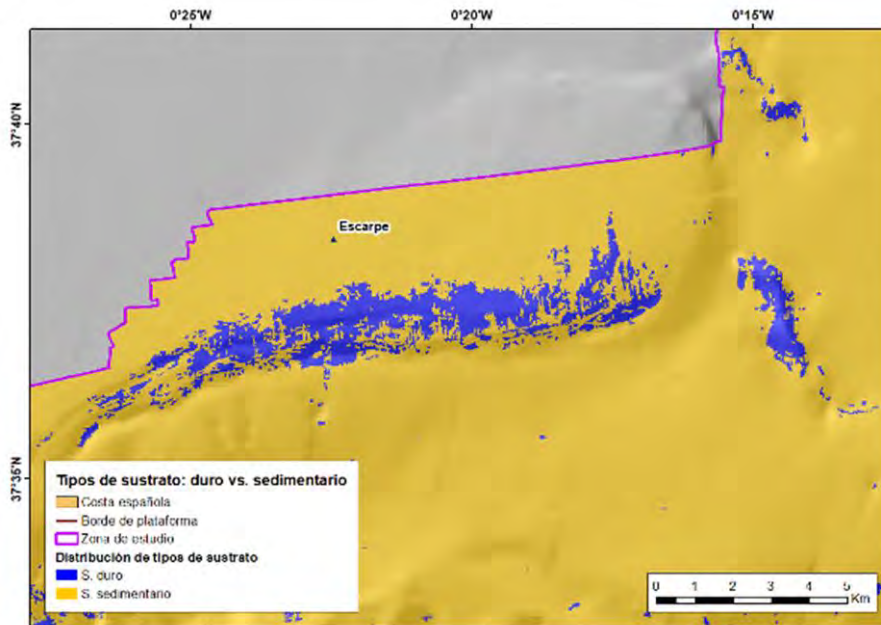 0°25'W 0°20'W 0°15'W
37°40'N
Escarpe
37°35'N
Tipos de sustrato: duro vs. sedimentario
Costa española
Borde de plataforma
Zona de estudio
Distribución de tipos de sustrato
S. duro
S. sedimentario
0 1 2 3 4 5
Km